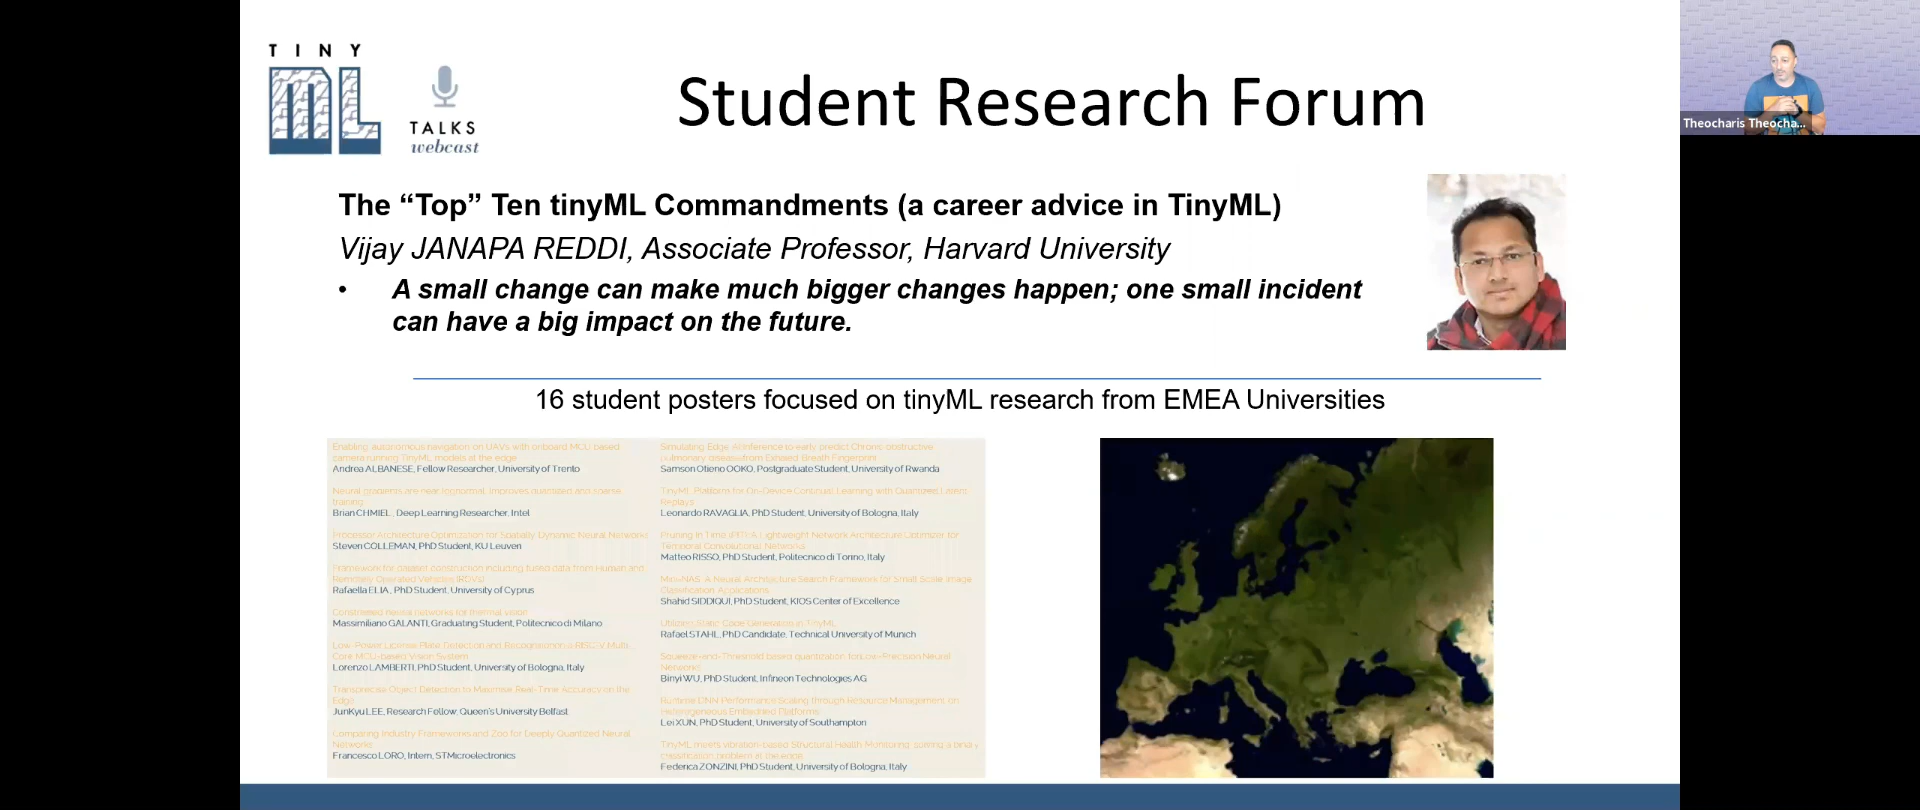 TINY
ML
TALKS
webcast
Student Research Forum
Theocharis Theocha...
The “Top” Ten tinyML Commandments (a career advice in TinyML)
Vijay JANAPA REDDI, Associate Professor, Harvard University
• A small change can make much bigger changes happen; one small incident
can have a big impact on the future.
16 student posters focused on tinyML research from EMEA Universities
Enabling autonomous navigation on UAVs with onboard MCU based
camera running TinyML models at the edge
Andrea ALBANESE, Fellow Researcher, University of Trento
Neural gradients are near lognormal: improves quantized and sparse
training
Brian CHMIEL, Deep Learning Researcher, Intel
Processor Architecture Optimization for Spatially Dynamic Neural Networks
Steven COLLEMAN, PhD Student, KU Leuven
Framework for dataset construction including fused data from Human and
Remotely Operated Vehicles (ROVs)
Rafaella ELIA, PhD Student, University of Cyprus
Constrained neural networks for thermal vision
Massimiliano GALANTI, Graduating Student, Politecnico di Milano
Low-Power License Plate Detection and Recognition on a RISC-V Multi-
Core MCU-based Vision System
Lorenzo LAMBERTI, PhD Student, University of Bologna, Italy
Transprecise Object Detection to Maximise Real-Time Accuracy on the
Edge
JunKyu LEE, Research Fellow, Queen's University Belfast
Comparing Industry Frameworks and Zoo for Deeply Quantized Neural
Networks
Francesco LORO, Intern, STMicroelectronics
Simulating Edge AI Inference to early predict Chronic obstructive
pulmonary disease from Exhaled Breath Fingerprint
Samson Otieno OOKO, Postgraduate Student, University of Rwanda
TinyML Platform for On-Device Continual Learning with Quantized Latent
Replays
Leonardo RAVAGLIA, PhD Student, University of Bologna, Italy
Pruning In Time (PIT): A Lightweight Network Architecture Optimizer for
Temporal Convolutional Networks
Matteo RISSO, PhD Student, Politecnico di Torino, Italy
Mini-NAS: A Neural Architecture Search Framework for Small Scale Image
Classification Applications
Shahid SIDDIQUI, PhD Student, KIOS Center of Excellence
Utilizing Static Code Generation in TinyML
Rafael STAHL, PhD Candidate, Technical University of Munich
Squeeze-and-Threshold based quantization for Low-Precision Neural
Networks
Binyi WU, PhD Student, Infineon Technologies AG
Runtime DNN Performance Scaling through Resource Management on
Heterogeneous Embedded Platforms
Lei XUN, PhD Student, University of Southampton
TinyML meets vibration-based Structural Health Monitoring: solving a binary
classification problem at the edge
Federica ZONZINI, PhD Student, University of Bologna, Italy